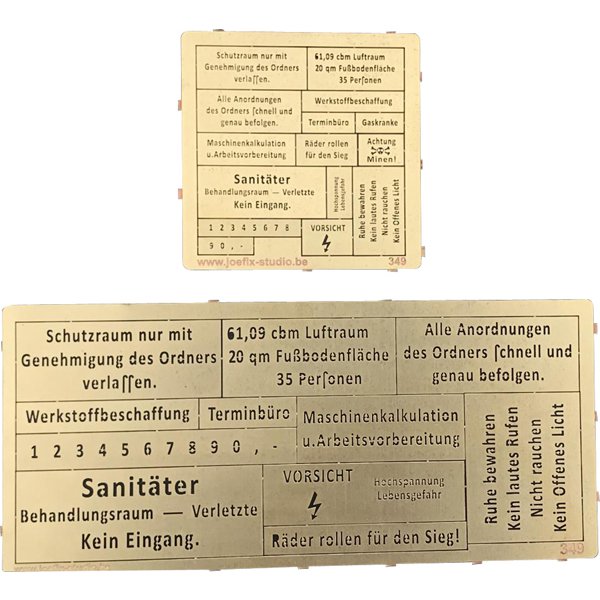 Schutzraum nur mit
Genehmigung des Ordners
verlaſſen.
61,09 cbm Luftraum
20 qm Fußbodenfläche
35 Perſonen
Alle Anordnungen
des Ordners ſchnell und
genau befolgen.
Werkstoffbeschaffung
Terminbüro
Gaskranke
Maschinenkalkulation
u.Arbeitsvorbereitung
Räder rollen
für den Sieg
Achtung
Minen!
Sanitäter
Behandlungsraum — Verletzte
Kein Eingang.
Hochspannung
Lebensgefahr
Ruhe bewahren
Kein lautes Rufen
Nicht rauchen
Kein Offenes Licht
1 2 3 4 5 6 7 8
9 0 , . -
VORSICHT
www.joefix-studio.be
349
Schutzraum nur mit
Genehmigung des Ordners
verlaſſen.
61,09 cbm Luftraum
20 qm Fußbodenfläche
35 Perſonen
Alle Anordnungen
des Ordners ſchnell und
genau befolgen.
Werkstoffbeschaffung
Terminbüro
Maschinenkalkulation
u.Arbeitsvorbereitung
1 2 3 4 5 6 7 8 9 0 , . -
Ruhe bewahren
Kein lautes Rufen
Nicht rauchen
Kein Offenes Licht
Sanitäter
Behandlungsraum — Verletzte
Kein Eingang.
VORSICHT
Hochspannung
Lebensgefahr
Räder rollen für den Sieg!
349